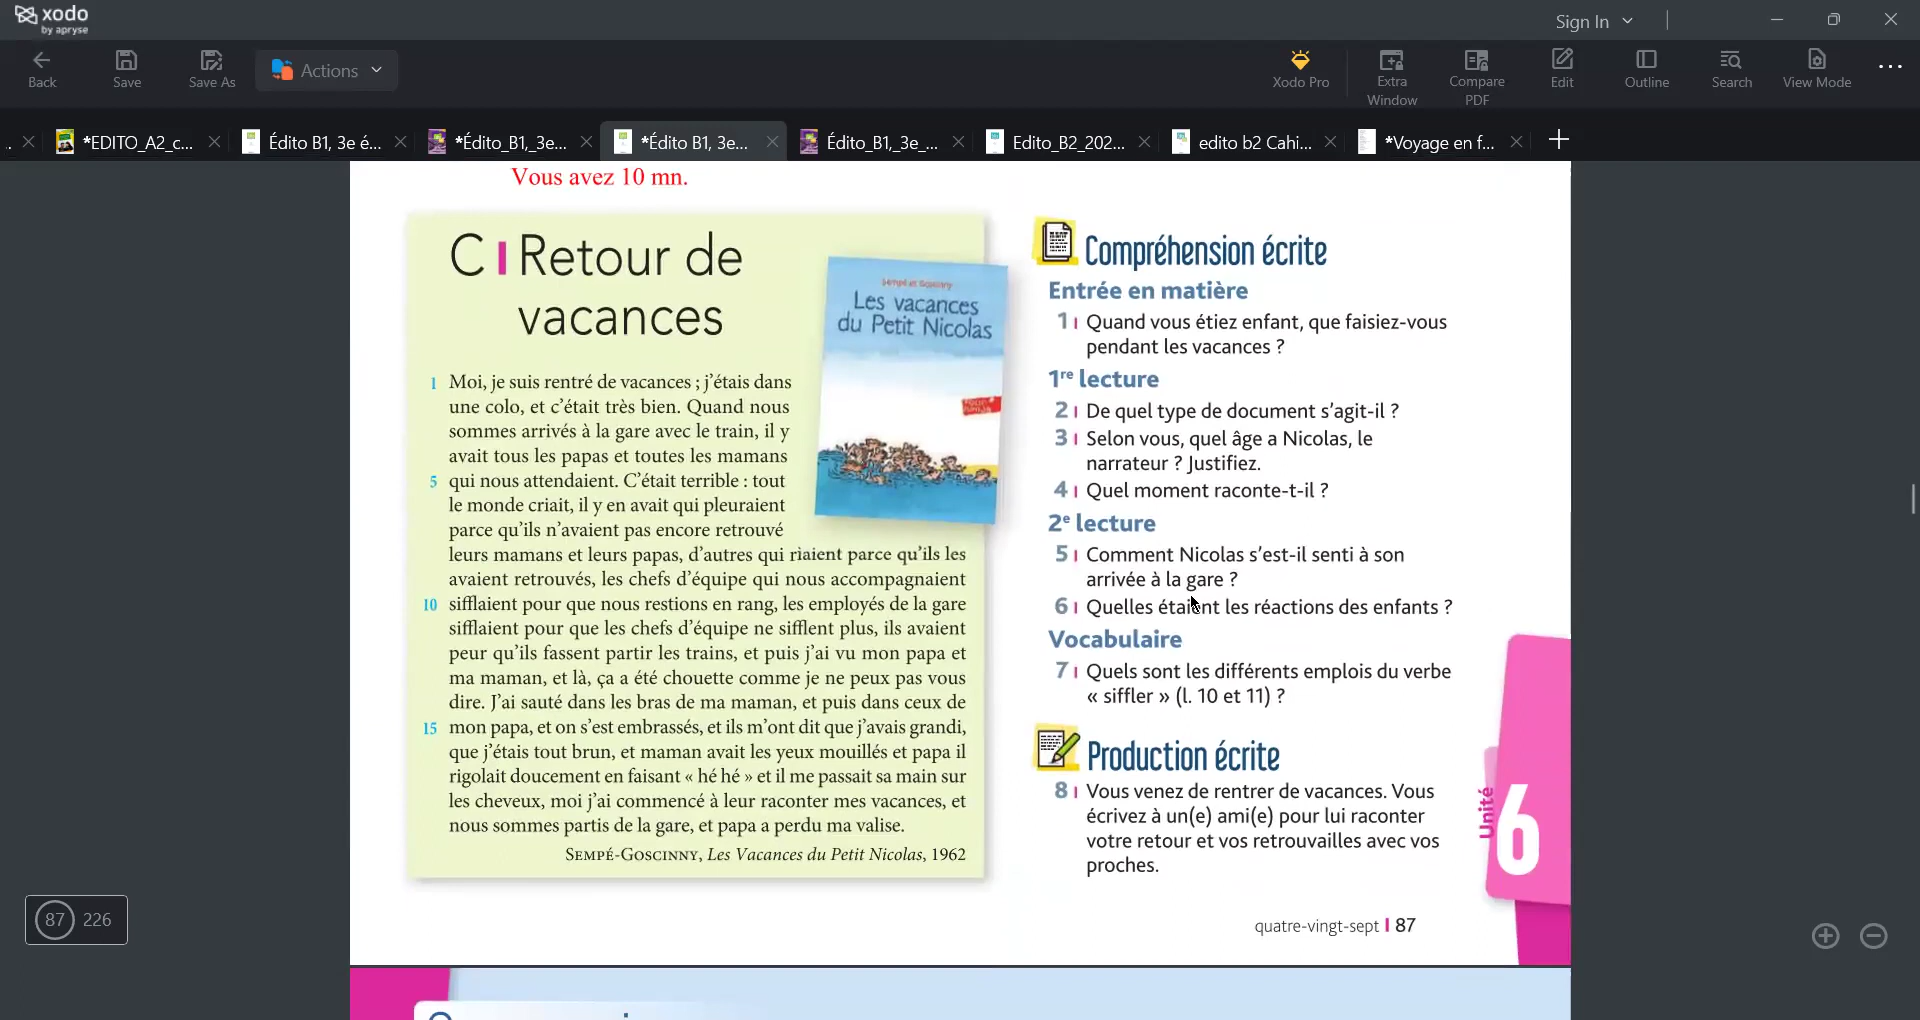 xodo
by apryse
Sign In
Back
Save
Save As
Actions
Xodo Pro
Extra Window
Compare PDF
Edit
Outline
Search
View Mode
*EDITO_A2_c...
Édito B1, 3e é...
*Édito_B1,_3e...
*Édito B1, 3e...
Édito_B1,_3e_...
Edito_B2_202...
edito b2 Cahi...
*Voyage en f...
Vous avez 10 mn.
C | Retour de
vacances
Sempé et Goscinny
Les vacances
du Petit Nicolas
1 Moi, je suis rentré de vacances ; j'étais dans
une colo, et c'était très bien. Quand nous
sommes arrivés à la gare avec le train, il y
avait tous les papas et toutes les mamans
5 qui nous attendaient. C'était terrible : tout
le monde criait, il y en avait qui pleuraient
parce qu'ils n'avaient pas encore retrouvé
leurs mamans et leurs papas, d'autres qui riaient parce qu'ils les
avaient retrouvés, les chefs d'équipe qui nous accompagnaient
10 sifflaient pour que nous restions en rang, les employés de la gare
sifflaient pour que les chefs d'équipe ne sifflent plus, ils avaient
peur qu'ils fassent partir les trains, et puis j'ai vu mon papa et
ma maman, et là, ça a été chouette comme je ne peux pas vous
dire. J'ai sauté dans les bras de ma maman, et puis dans ceux de
15 mon papa, et on s'est embrassés, et ils m'ont dit que j'avais grandi,
que j'étais tout brun, et maman avait les yeux mouillés et papa il
rigolait doucement en faisant « hé hé » et il me passait sa main sur
les cheveux, moi j'ai commencé à leur raconter mes vacances, et
nous sommes partis de la gare, et papa a perdu ma valise.
SEMPÉ-GOSCINNY, Les Vacances du Petit Nicolas, 1962
Compréhension écrite
Entrée en matière
1 | Quand vous étiez enfant, que faisiez-vous
pendant les vacances ?
1re lecture
2 | De quel type de document s'agit-il ?
3 | Selon vous, quel âge a Nicolas, le
narrateur ? Justifiez.
4 | Quel moment raconte-t-il ?
2e lecture
5 | Comment Nicolas s'est-il senti à son
arrivée à la gare ?
6 | Quelles étaient les réactions des enfants ?
Vocabulaire
7 | Quels sont les différents emplois du verbe
« siffler » (l. 10 et 11) ?
Production écrite
8 | Vous venez de rentrer de vacances. Vous
écrivez à un(e) ami(e) pour lui raconter
votre retour et vos retrouvailles avec vos
proches.
Unité 6
quatre-vingt-sept | 87
87 226